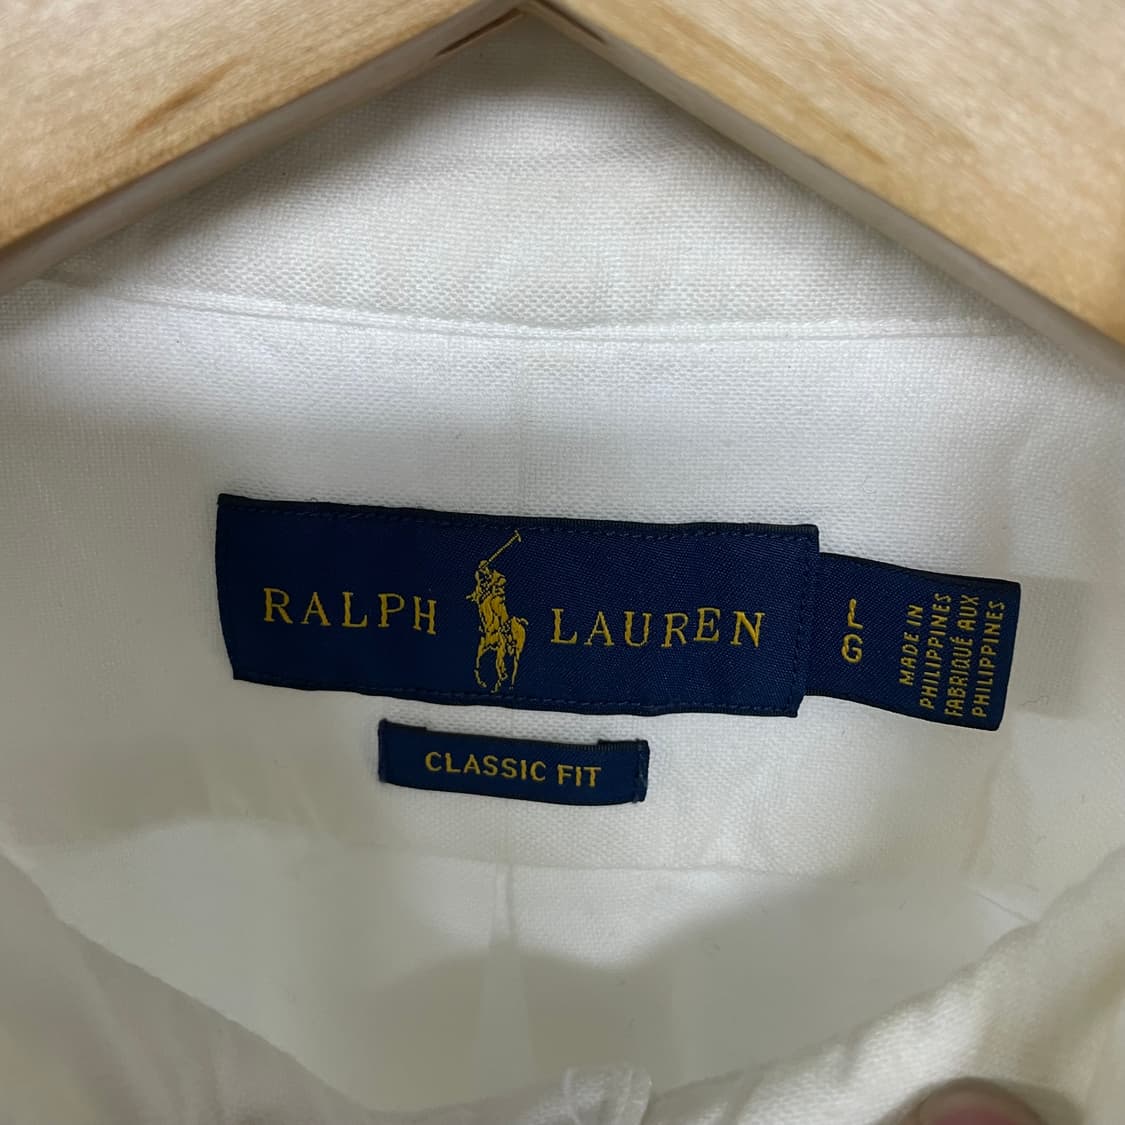 RALPH LAUREN
L
G
MADE IN
PHILIPPINES
FABRIQUÉ AUX
PHILIPPINES
CLASSIC FIT